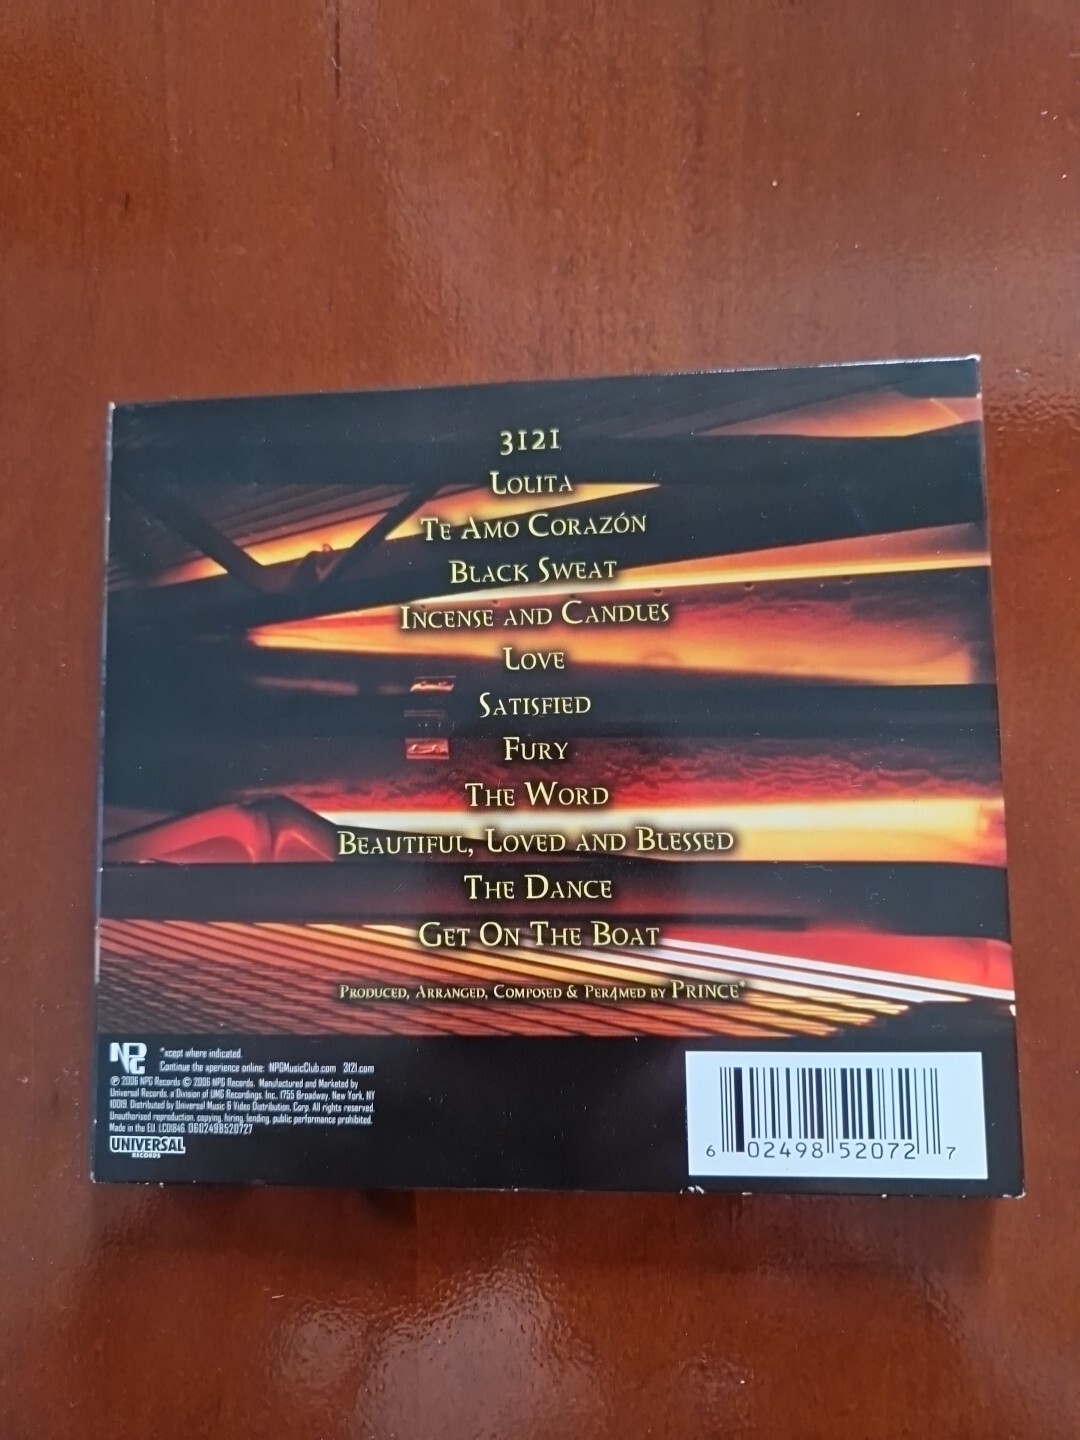 3121
Lolita
Te Amo Corazón
Black Sweat
Incense and Candles
Love
Satisfied
Fury
The Word
Beautiful, Loved and Blessed
The Dance
Get On The Boat
Produced, Arranged, Composed & Per4med by Prince*
NPG
*xcept where indicated.
Continue the xperience online: NPGMusicClub.com 3121.com
℗ 2006 NPG Records © 2006 NPG Records. Manufactured and Marketed by
Universal Records, a Division of UMG Recordings, Inc., 1755 Broadway, New York, NY
10019. Distributed by Universal Music & Video Distribution, Corp. All rights reserved.
Unauthorised reproduction, copying, hiring, lending, public performance prohibited.
Made in the EU. LC01846. 0602498520727
UNIVERSAL
RECORDS
6 02498 52072 7